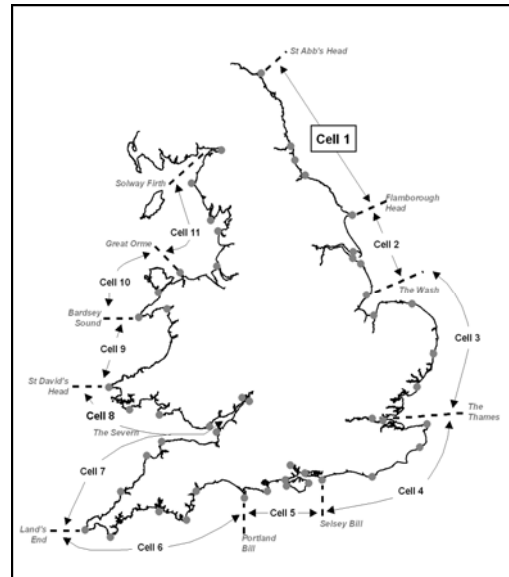 St Abb's Head
Cell 1
Solway Firth
Flamborough
Head
Great Orme
Cell 11
Cell 2
Cell 10
The Wash
Bardsey
Sound
Cell 3
Cell 9
St David's
Head
Cell 8
The Severn
The
Thames
Cell 7
Cell 4
Land's
End
Cell 5
Selsey Bill
Cell 6
Portland
Bill